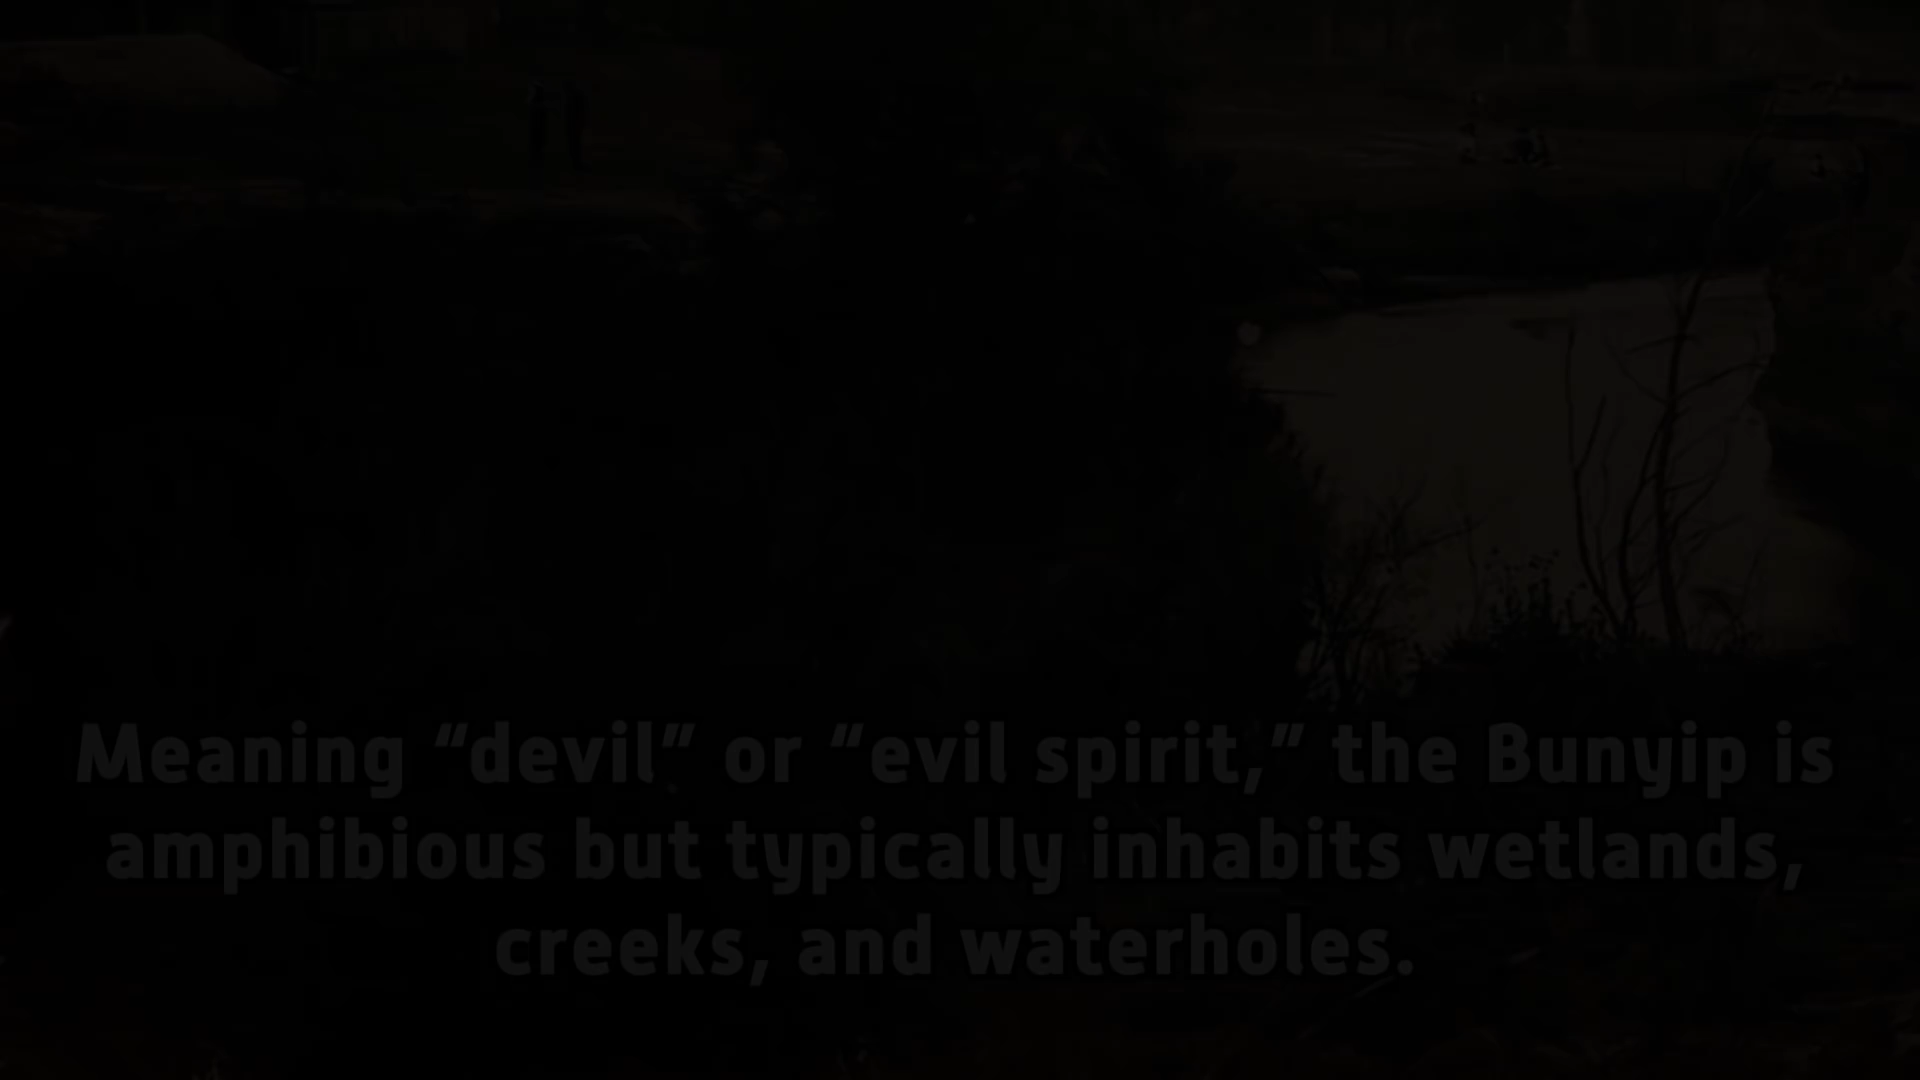 Meaning “devil” or “evil spirit,” the Bunyip is
amphibious but typically inhabits wetlands,
creeks, and waterholes.